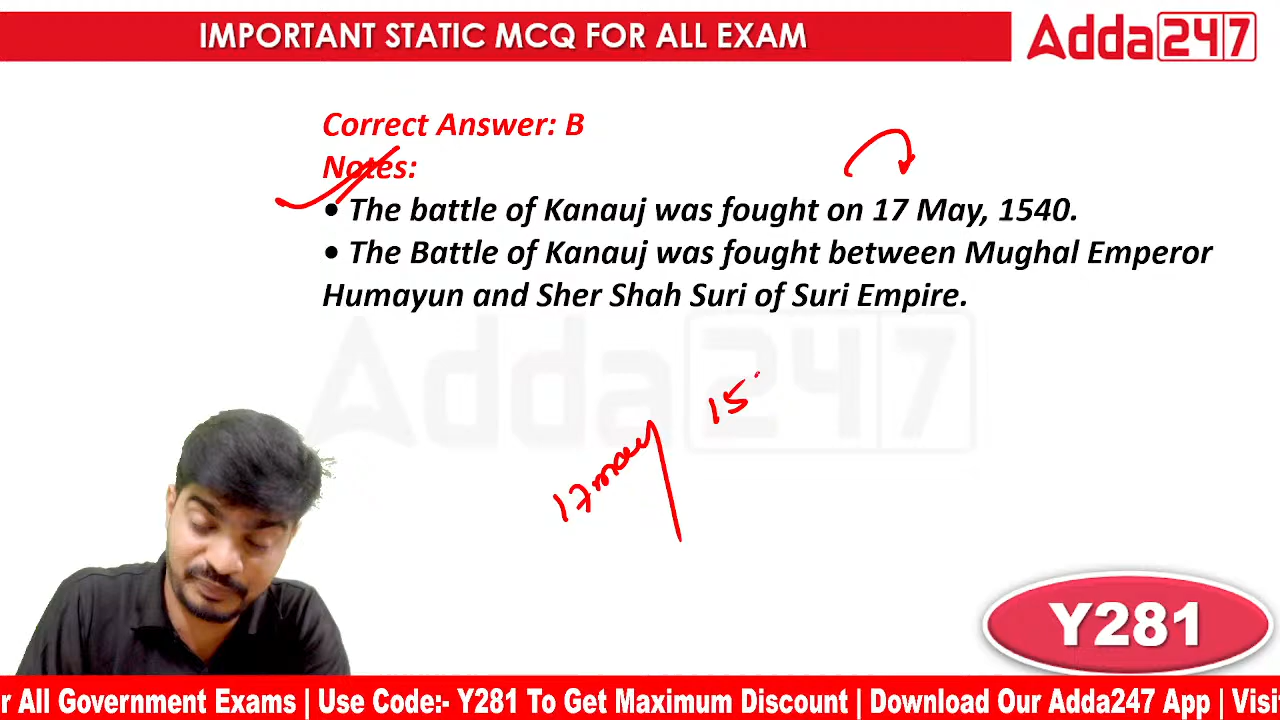 IMPORTANT STATIC MCQ FOR ALL EXAM
Adda247
Correct Answer: B
Notes:
• The battle of Kanauj was fought on 17 May, 1540.
• The Battle of Kanauj was fought between Mughal Emperor
Humayun and Sher Shah Suri of Suri Empire.
Adda247
15
17 may
Y281
r All Government Exams | Use Code:- Y281 To Get Maximum Discount | Download Our Adda247 App | Visi